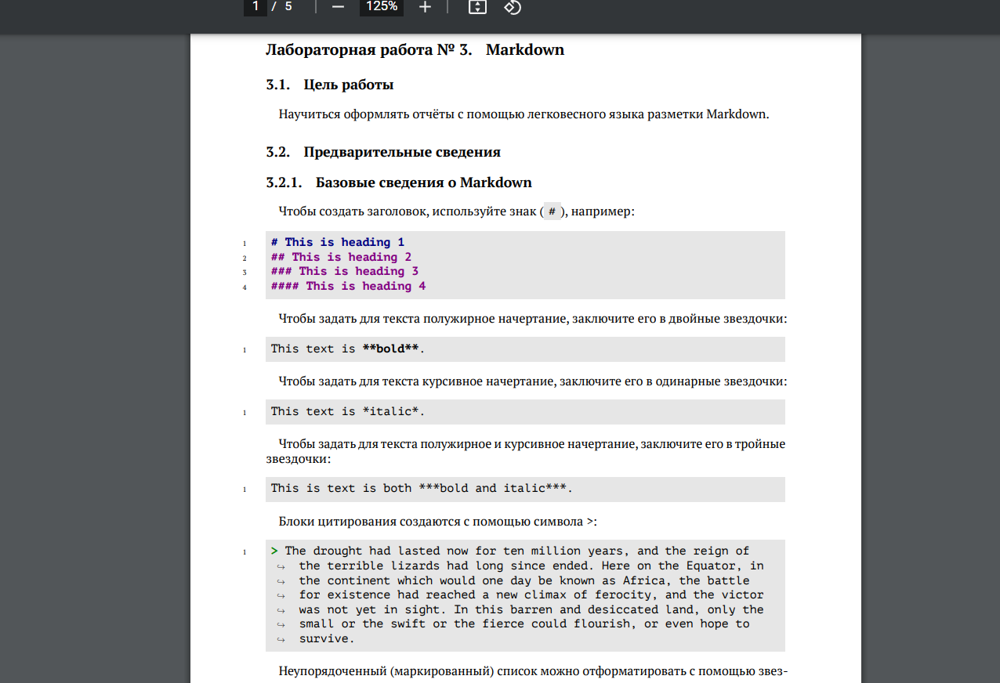 1 / 5 125%
Лабораторная работа № 3. Markdown
3.1. Цель работы
Научиться оформлять отчёты с помощью легковесного языка разметки Markdown.
3.2. Предварительные сведения
3.2.1. Базовые сведения о Markdown
Чтобы создать заголовок, используйте знак ( # ), например:
1 # This is heading 1
2 ## This is heading 2
3 ### This is heading 3
4 #### This is heading 4
Чтобы задать для текста полужирное начертание, заключите его в двойные звездочки:
1 This text is **bold**.
Чтобы задать для текста курсивное начертание, заключите его в одинарные звездочки:
1 This text is *italic*.
Чтобы задать для текста полужирное и курсивное начертание, заключите его в тройные
звездочки:
1 This is text is both ***bold and italic***.
Блоки цитирования создаются с помощью символа >:
1 > The drought had lasted now for ten million years, and the reign of
↪ the terrible lizards had long since ended. Here on the Equator, in
↪ the continent which would one day be known as Africa, the battle
↪ for existence had reached a new climax of ferocity, and the victor
↪ was not yet in sight. In this barren and desiccated land, only the
↪ small or the swift or the fierce could flourish, or even hope to
↪ survive.
Неупорядоченный (маркированный) список можно отформатировать с помощью звез-